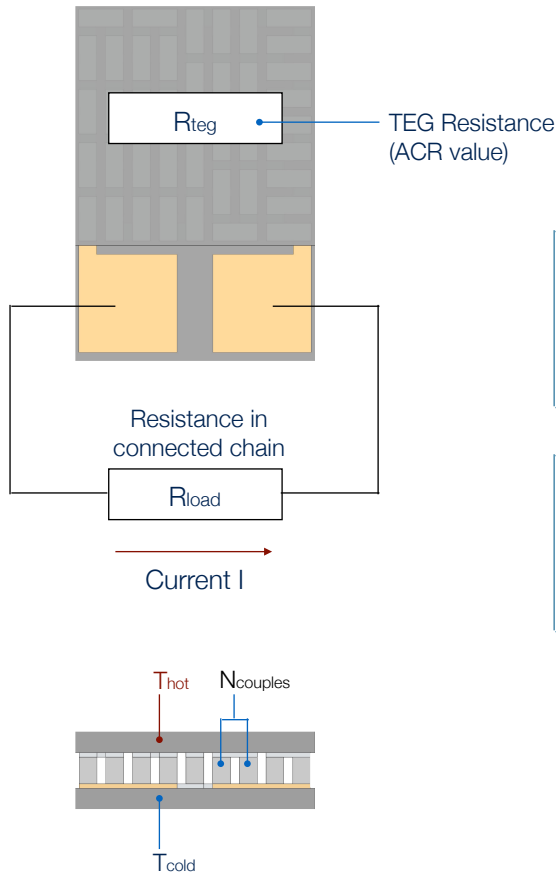 Rteg
TEG Resistance
(ACR value)
Resistance in
connected chain
Rload
Current I
Thot
Ncouples
Tcold